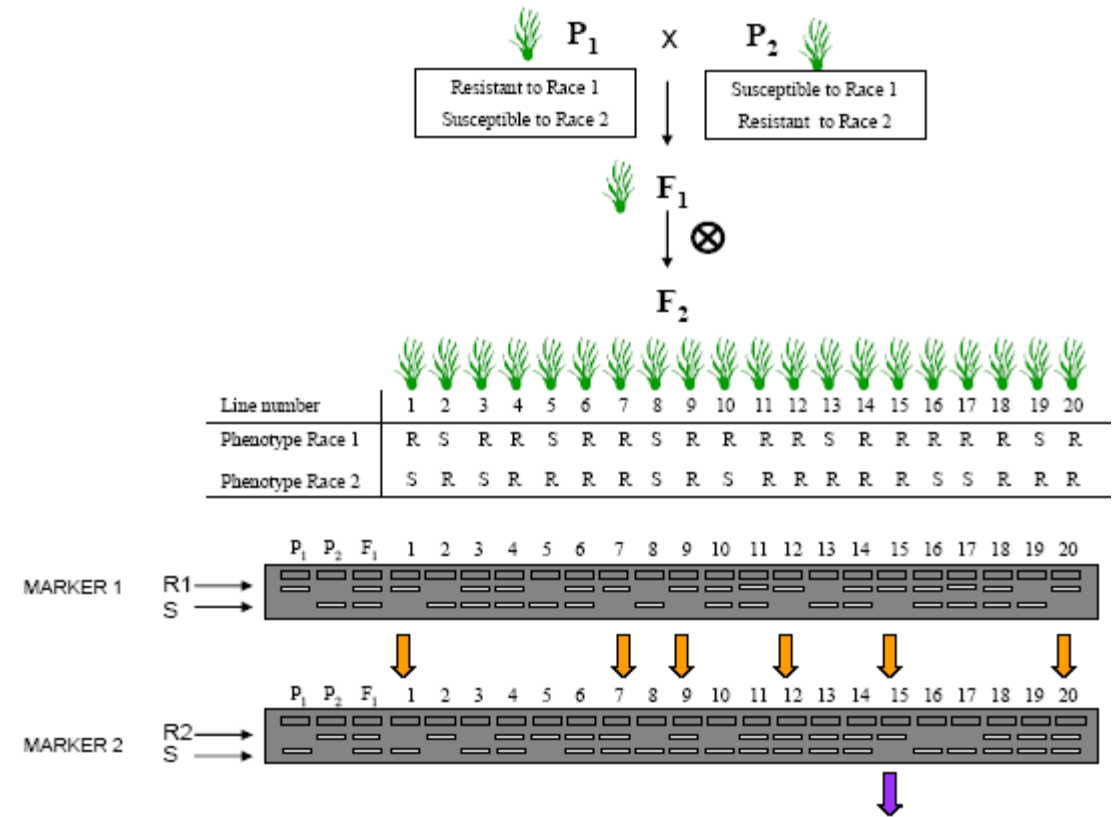 P1 X P2
Resistant to Race 1
Susceptible to Race 2
Susceptible to Race 1
Resistant to Race 2
F1
F2
Line number 1 2 3 4 5 6 7 8 9 10 11 12 13 14 15 16 17 18 19 20
Phenotype Race 1 R S R R S R R S R R R R S R R R R R S R
Phenotype Race 2 S R S R R R R S R S R R R R R S S R R R
P1 P2 F1 1 2 3 4 5 6 7 8 9 10 11 12 13 14 15 16 17 18 19 20
MARKER 1 R1
S
P1 P2 F1 1 2 3 4 5 6 7 8 9 10 11 12 13 14 15 16 17 18 19 20
MARKER 2 R2
S